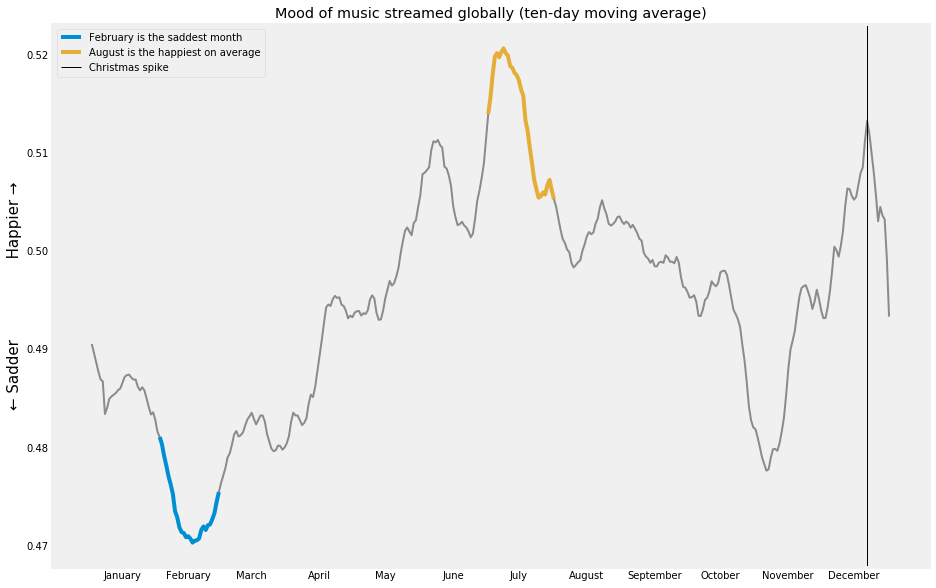 Mood of music streamed globally (ten-day moving average)
February is the saddest month
August is the happiest on average
Christmas spike
0.52
0.51
0.50
0.49
0.48
0.47
← Sadder
Happier →
January February March April May June July August September October November December